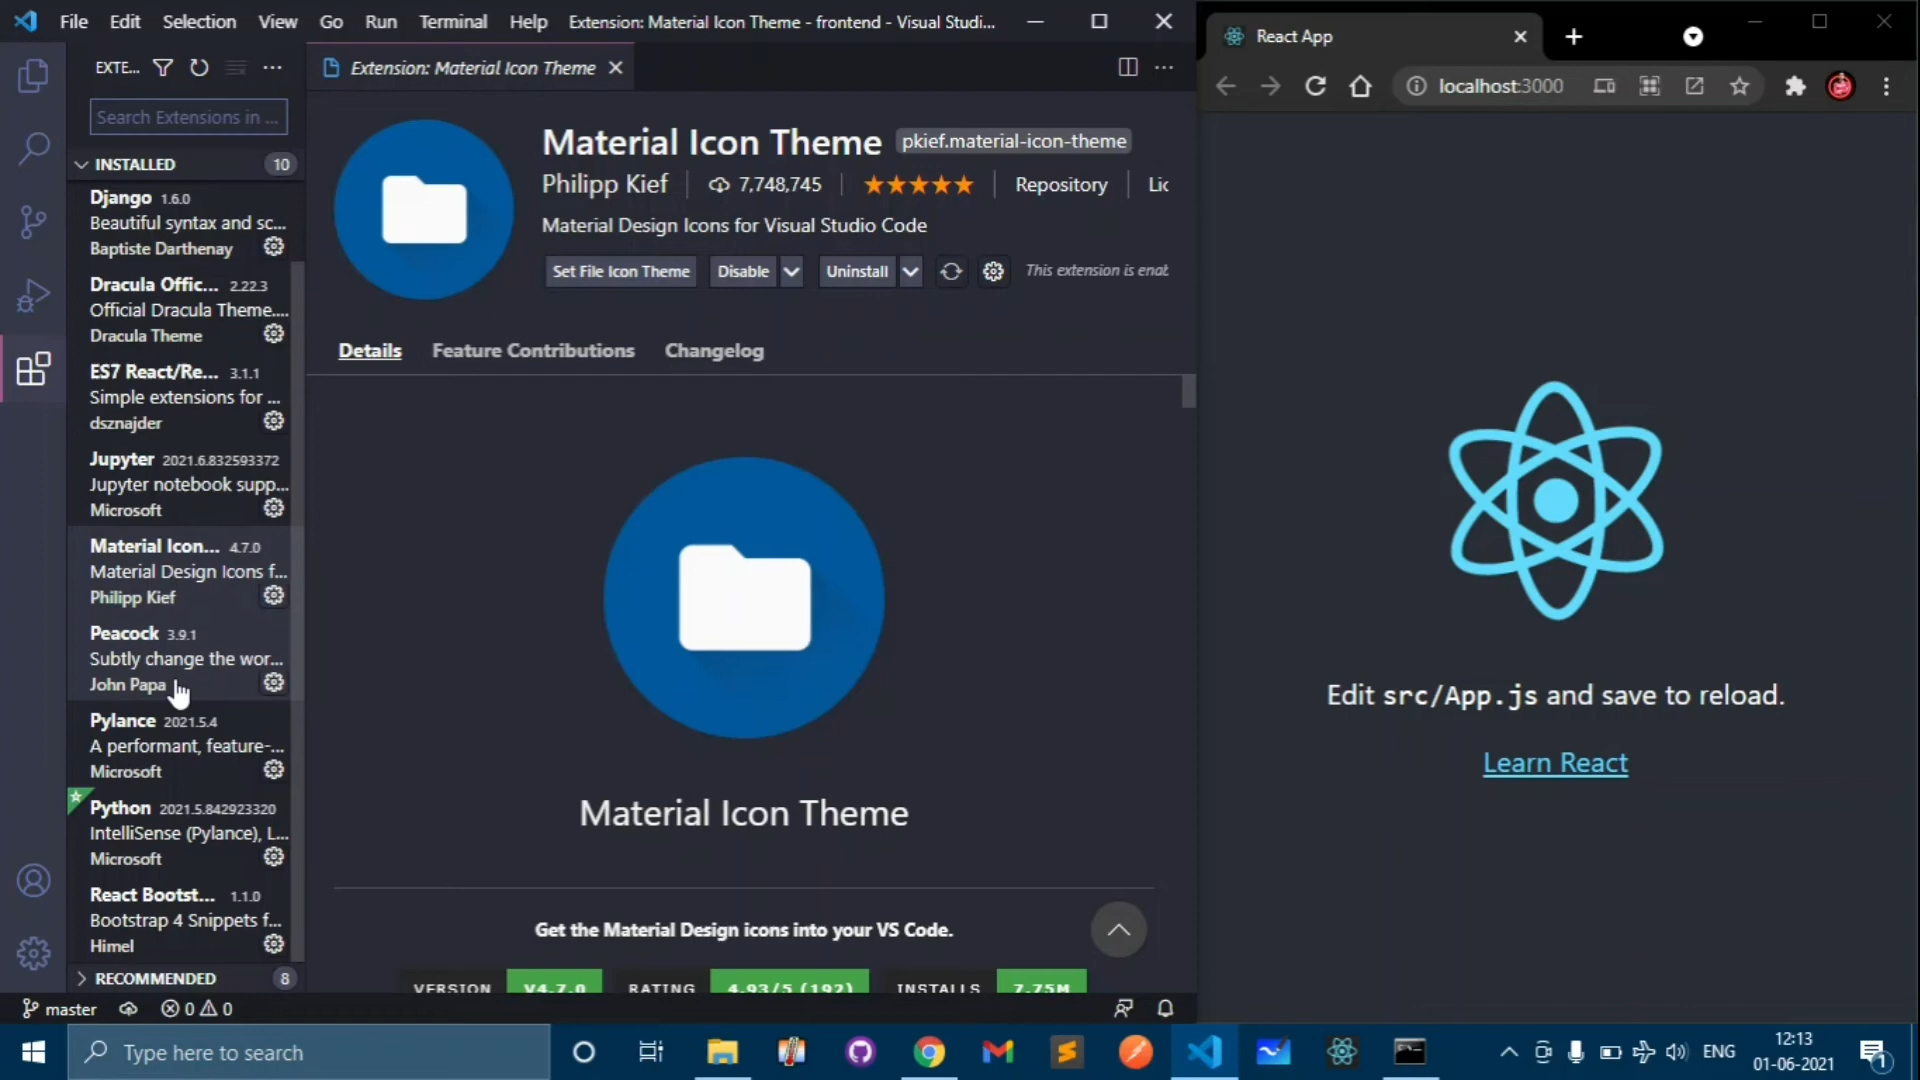 File Edit Selection View Go Run Terminal Help Extension: Material Icon Theme - frontend - Visual Studi...
EXTE...
Search Extensions in ...
INSTALLED 10
Django 1.6.0
Beautiful syntax and sc...
Baptiste Darthenay
Dracula Offic... 2.22.3
Official Dracula Theme....
Dracula Theme
ES7 React/Re... 3.1.1
Simple extensions for ...
dsznajder
Jupyter 2021.6.832593372
Jupyter notebook supp...
Microsoft
Material Icon... 4.7.0
Material Design Icons f...
Philipp Kief
Peacock 3.9.1
Subtly change the wor...
John Papa
Pylance 2021.5.4
A performant, feature-...
Microsoft
Python 2021.5.842923320
IntelliSense (Pylance), L...
Microsoft
React Bootst... 1.1.0
Bootstrap 4 Snippets f...
Himel
RECOMMENDED 8
Extension: Material Icon Theme
Material Icon Theme pkief.material-icon-theme
Philipp Kief 7,748,745 Repository Lic
Material Design Icons for Visual Studio Code
Set File Icon Theme Disable Uninstall This extension is enab
Details Feature Contributions Changelog
Material Icon Theme
Get the Material Design icons into your VS Code.
VERSION V4.7.0 RATING 4.93/5 (192) INSTALLS 7.75M
master 0 0
React App
localhost:3000
Edit src/App.js and save to reload.
Learn React
Type here to search
ENG
12:13
01-06-2021
1